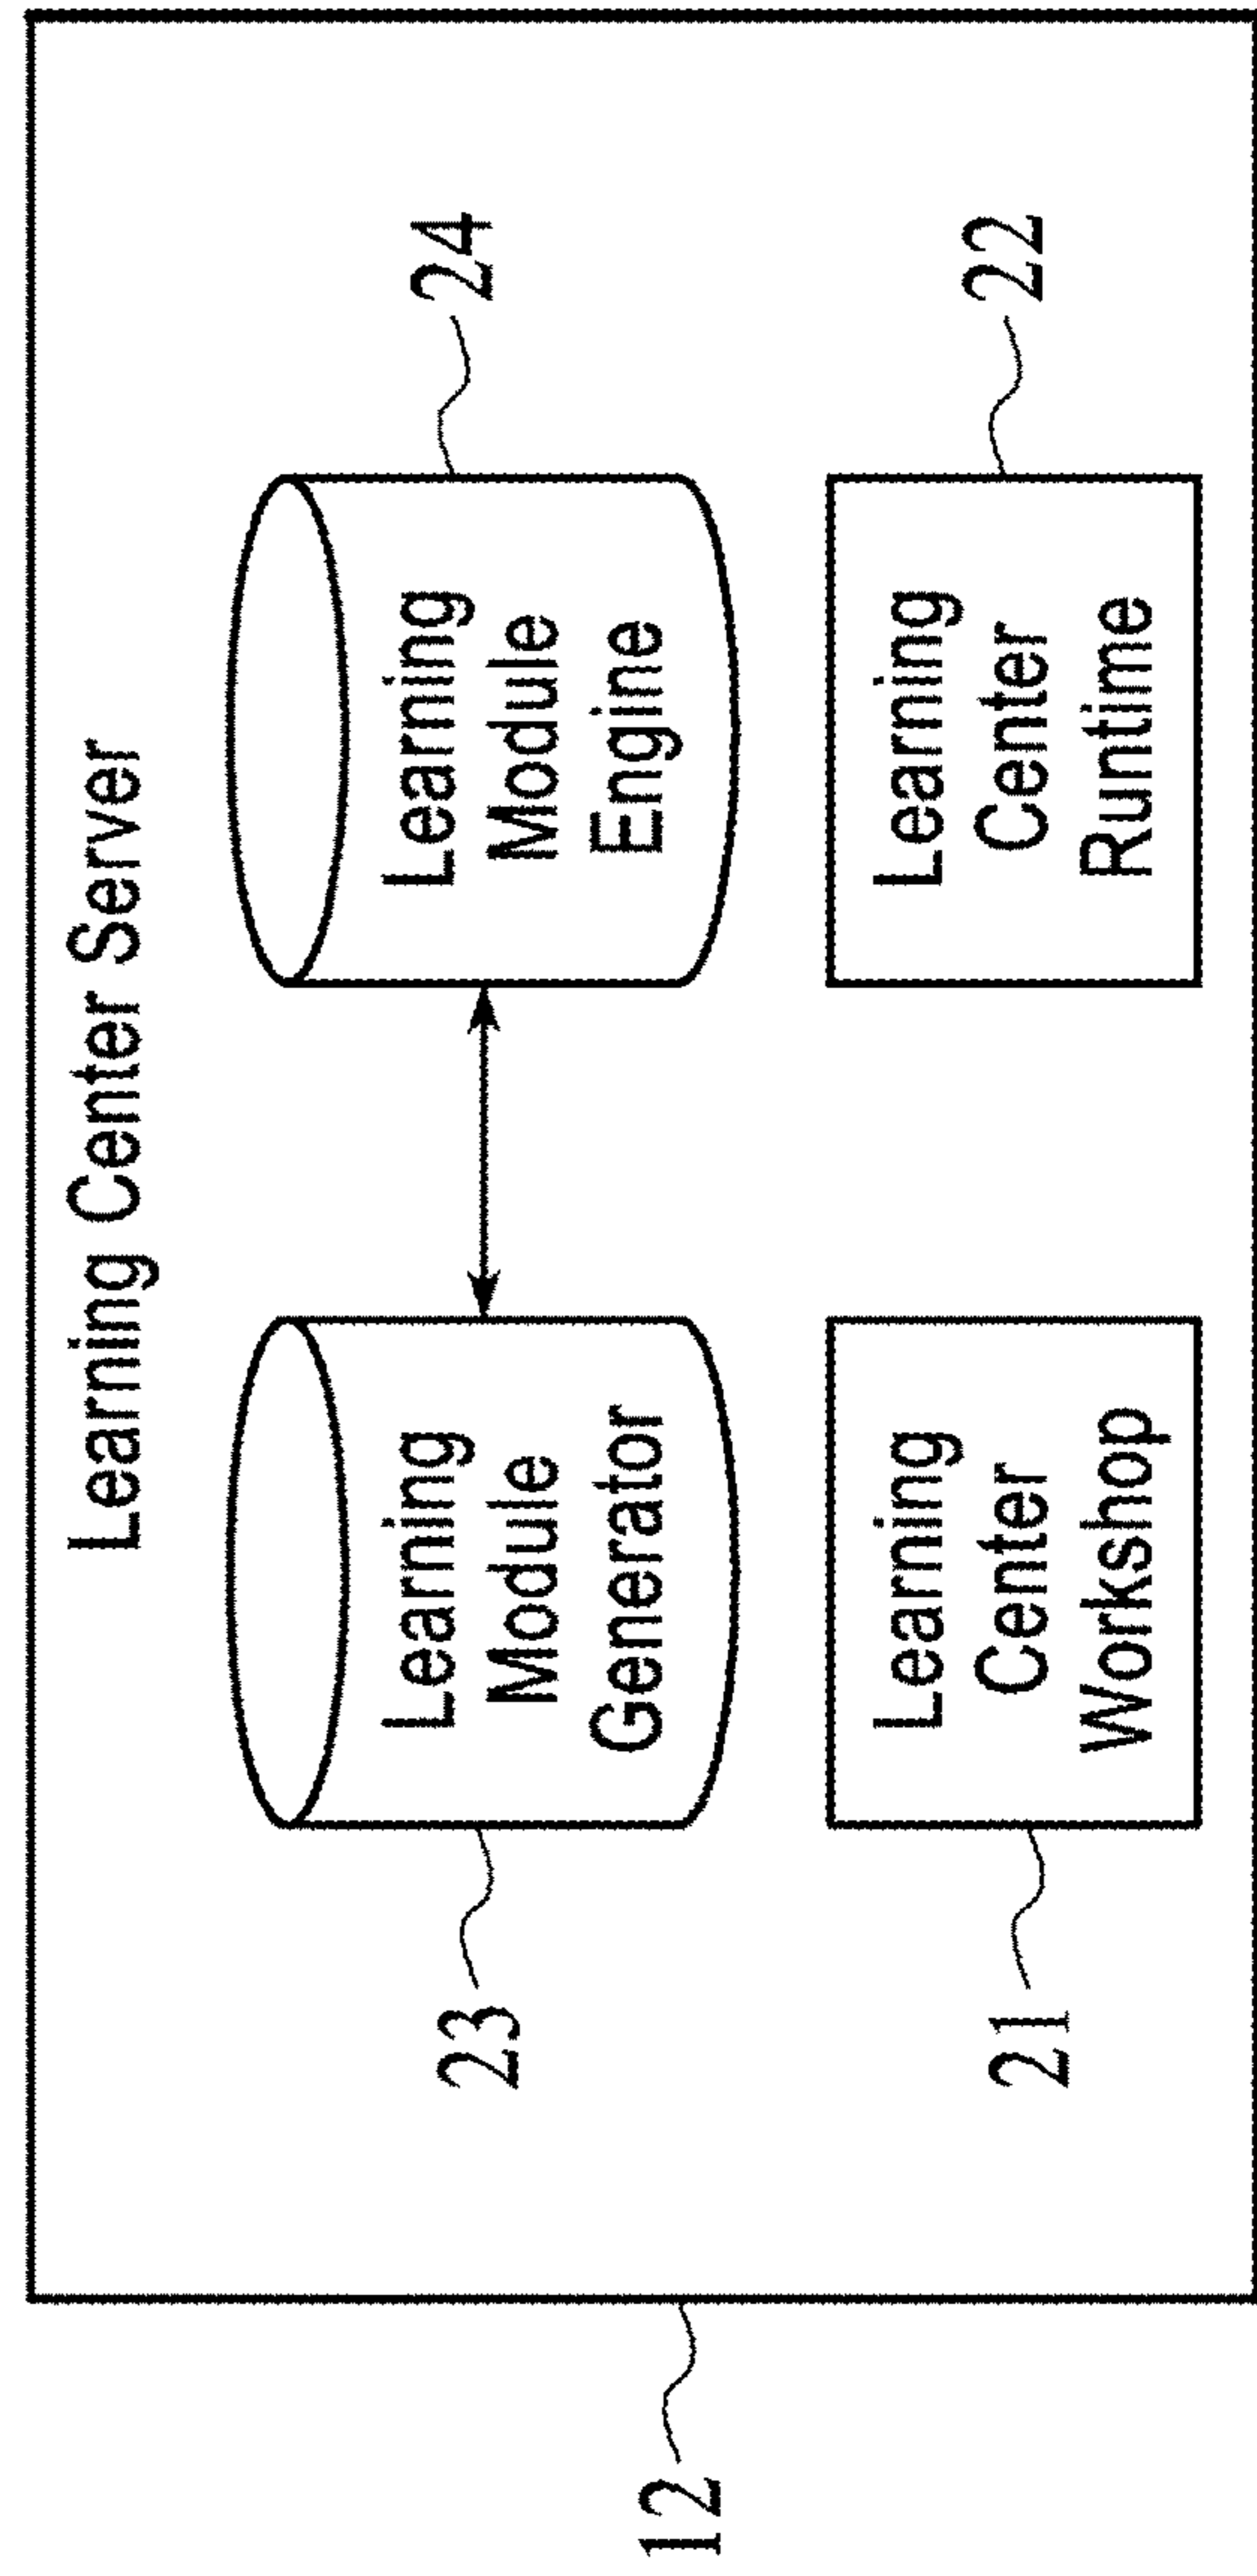 Learning Center Server
Learning
Module
Generator
23
Learning
Module
Engine
24
Learning
Center
Workshop
21
Learning
Center
Runtime
22
12